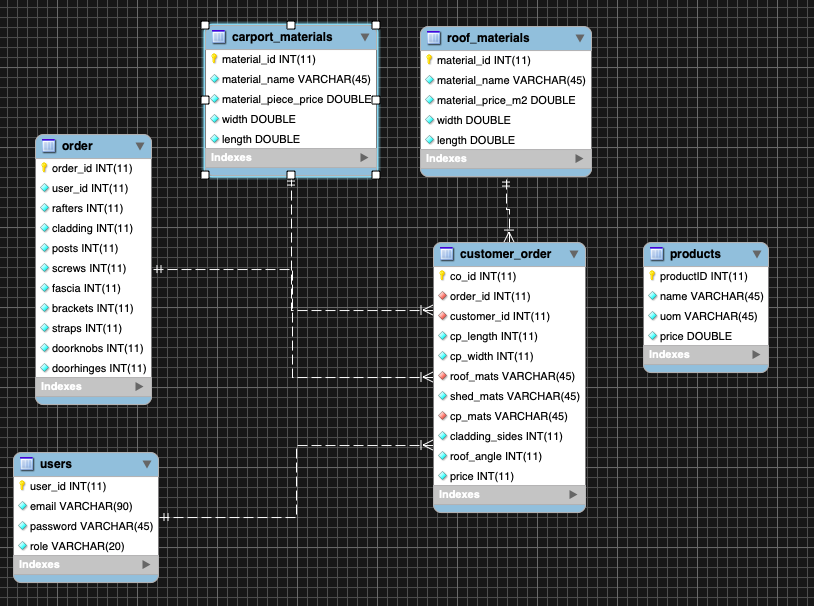 carport_materials
material_id INT(11)
material_name VARCHAR(45)
material_piece_price DOUBLE
width DOUBLE
length DOUBLE
Indexes
roof_materials
material_id INT(11)
material_name VARCHAR(45)
material_price_m2 DOUBLE
width DOUBLE
length DOUBLE
Indexes
order
order_id INT(11)
user_id INT(11)
rafters INT(11)
cladding INT(11)
posts INT(11)
screws INT(11)
fascia INT(11)
brackets INT(11)
straps INT(11)
doorknobs INT(11)
doorhinges INT(11)
Indexes
customer_order
co_id INT(11)
order_id INT(11)
customer_id INT(11)
cp_length INT(11)
cp_width INT(11)
roof_mats VARCHAR(45)
shed_mats VARCHAR(45)
cp_mats VARCHAR(45)
cladding_sides INT(11)
roof_angle INT(11)
price INT(11)
Indexes
products
productID INT(11)
name VARCHAR(45)
uom VARCHAR(45)
price DOUBLE
Indexes
users
user_id INT(11)
email VARCHAR(90)
password VARCHAR(45)
role VARCHAR(20)
Indexes